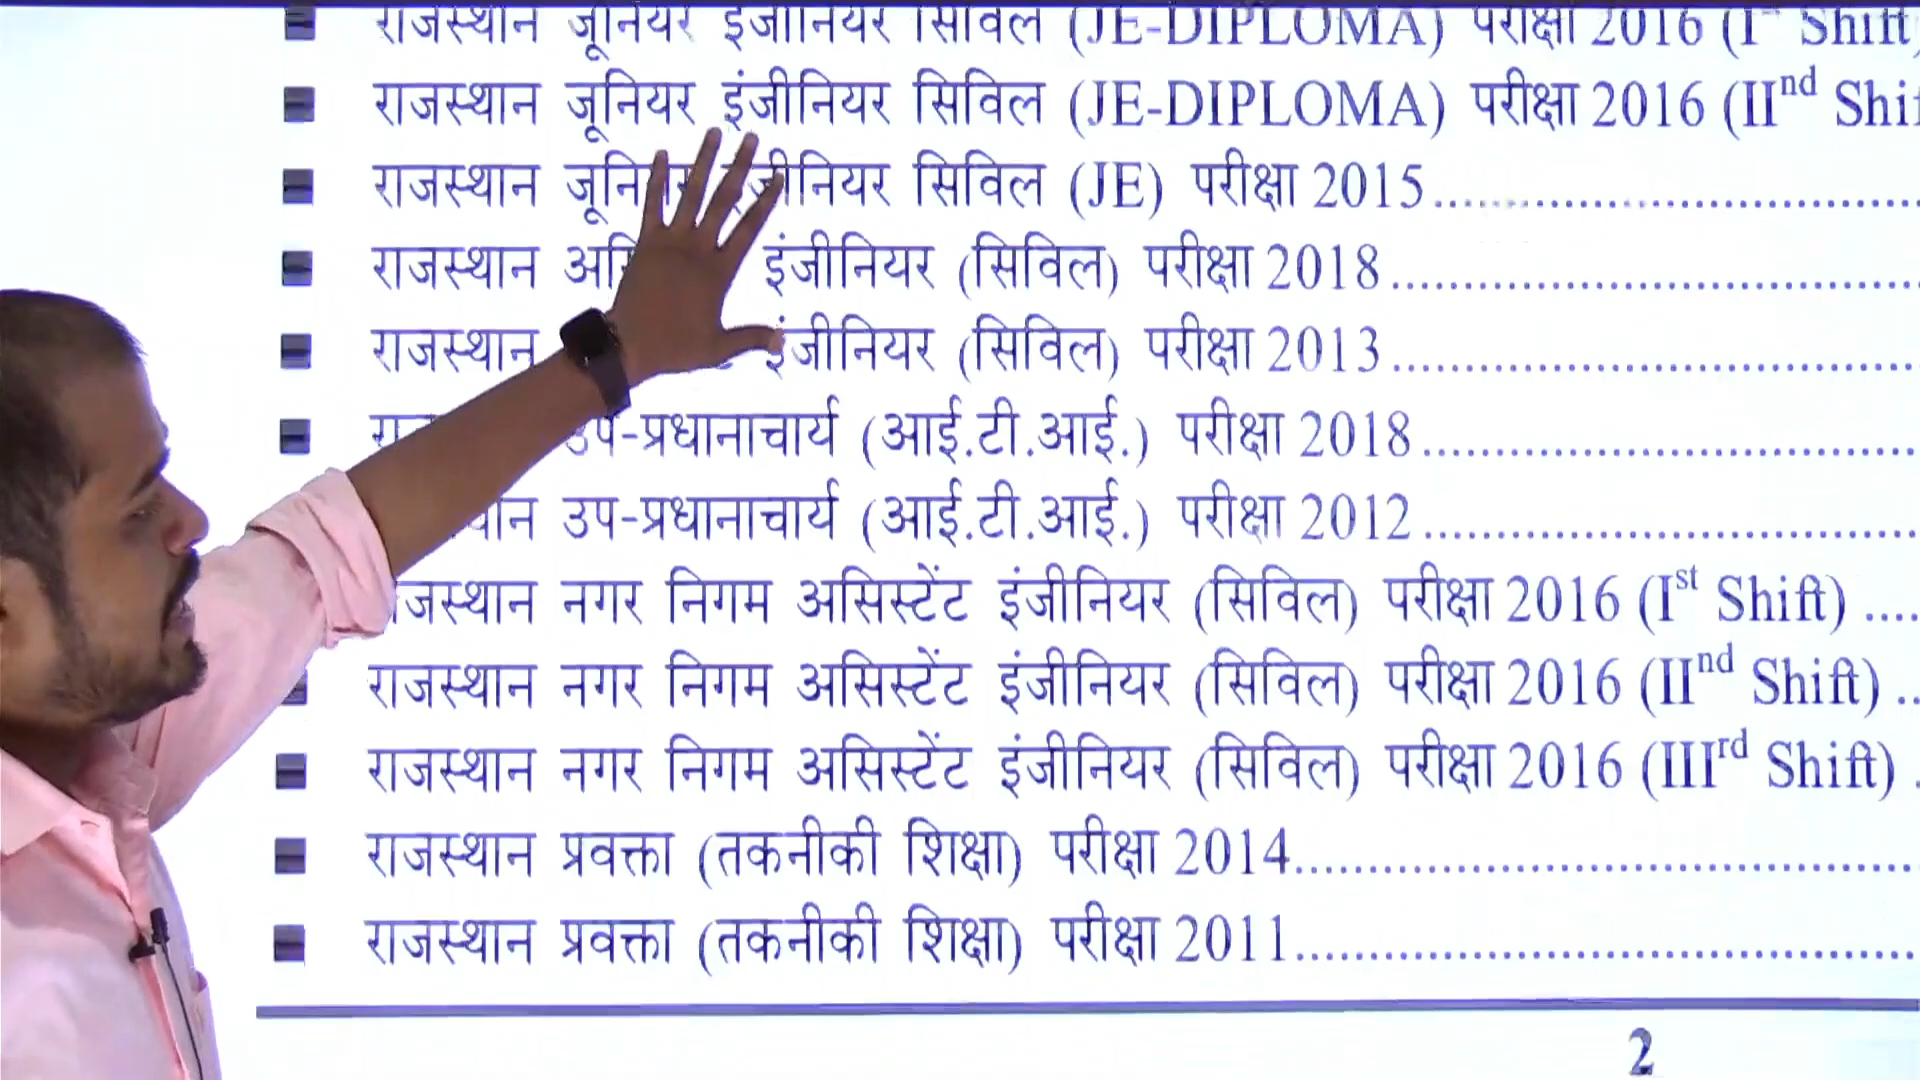 राजस्थान जूनियर इंजीनियर सिविल (JE-DIPLOMA) परीक्षा 2016 (Ist Shift)
राजस्थान जूनियर इंजीनियर सिविल (JE-DIPLOMA) परीक्षा 2016 (IInd
राजस्थान इंजीनियर सिविल (JE) परीक्षा 2015
राजस्थान इंजीनियर (सिविल) परीक्षा 2018
राजस्थान इंजीनियर (सिविल) परीक्षा 2013
उप-प्रधानाचार्य (आई.टी.आई.) परीक्षा 2018
उप-प्रधानाचार्य (आई.टी.आई.) परीक्षा 2012
राजस्थान नगर निगम असिस्टेंट इंजीनियर (सिविल) परीक्षा 2016 (Ist Shift)
राजस्थान नगर निगम असिस्टेंट इंजीनियर (सिविल) परीक्षा 2016 (IInd Shift)
राजस्थान नगर निगम असिस्टेंट इंजीनियर (सिविल) परीक्षा 2016 (IIIrd Shift)
राजस्थान प्रवक्ता (तकनीकी शिक्षा) परीक्षा 2014
राजस्थान प्रवक्ता (तकनीकी शिक्षा) परीक्षा 2011
2